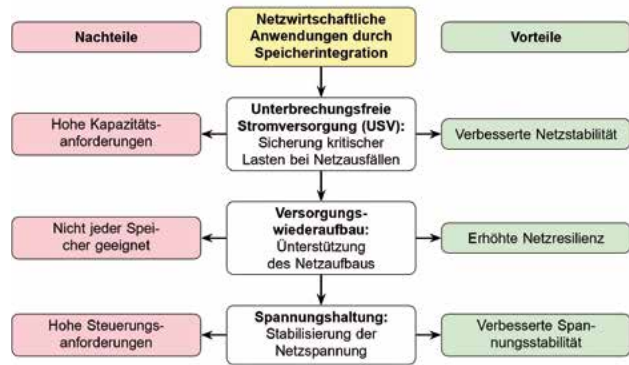 Nachteile
Netzwirtschaftliche
Anwendungen durch
Speicherintegration
Vorteile
Hohe Kapazitäts-
anforderungen
Unterbrechungsfreie
Stromversorgung (USV):
Sicherung kritischer
Lasten bei Netzausfällen
Verbesserte Netzstabilität
Nicht jeder Spei-
cher geeignet
Versorgungs-
wiederaufbau:
Ünterstützung
des Netzaufbaus
Erhöhte Netzresilienz
Hohe Steuerungs-
anforderungen
Spannungshaltung:
Stabilisierung der
Netzspannung
Verbesserte Span-
nungsstabilität